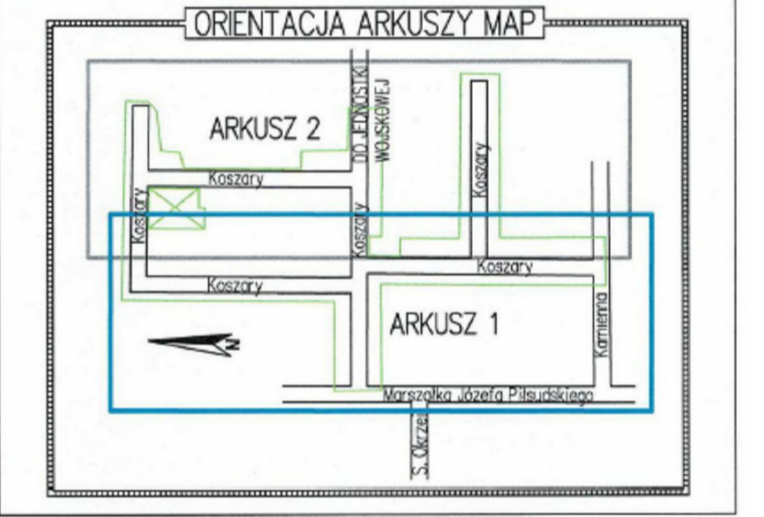 ORIENTACJA ARKUSZY MAP
ARKUSZ 2
DO JEDNOSTKI
WOJSKOWEJ
Koszary
Koszary
Koszary
Koszary
Koszary
Koszary
ARKUSZ 1
Kamienna
N
Marszałka Józefa Piłsudskiego
S. Okrzei